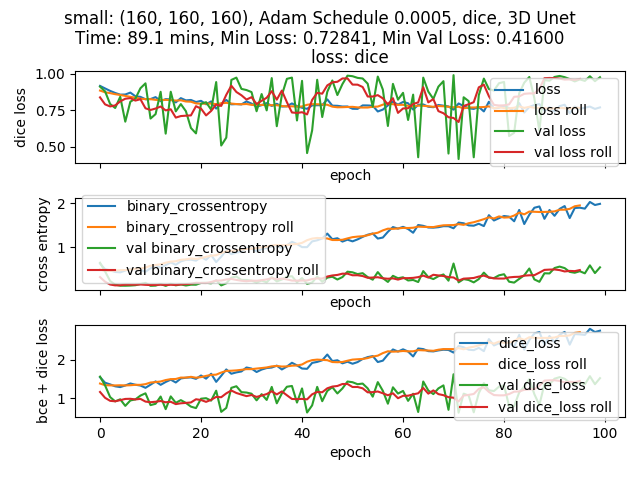 small: (160, 160, 160), Adam Schedule 0.0005, dice, 3D Unet
Time: 89.1 mins, Min Loss: 0.72841, Min Val Loss: 0.41600
loss: dice
1.00
0.75
0.50
dice loss
loss
loss roll
val loss
val loss roll
epoch
2
1
cross entropy
binary_crossentropy
binary_crossentropy roll
val binary_crossentropy
val binary_crossentropy roll
epoch
2
1
bce + dice loss
dice_loss
dice_loss roll
val dice_loss
val dice_loss roll
0 20 40 60 80 100
epoch